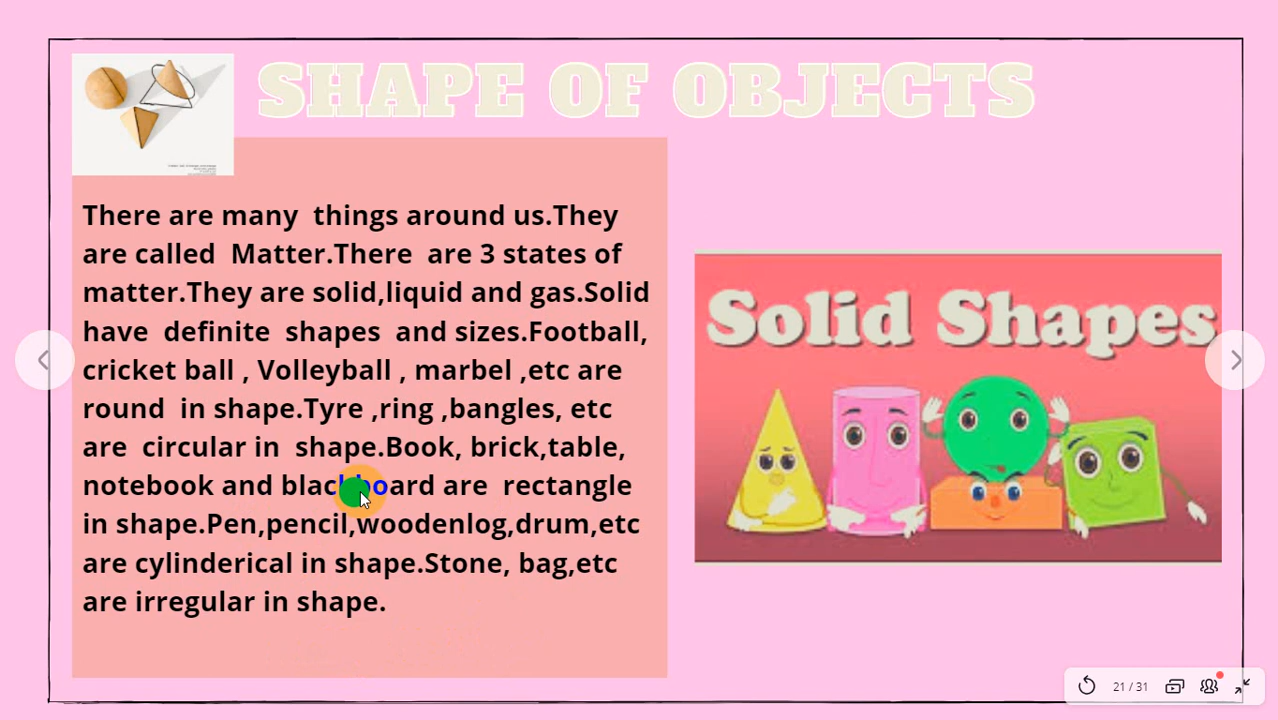 SHAPE OF OBJECTS
There are many things around us.They
are called Matter.There are 3 states of
matter.They are solid,liquid and gas.Solid
have definite shapes and sizes.Football,
cricket ball , Volleyball , marbel ,etc are
round in shape.Tyre ,ring ,bangles, etc
are circular in shape.Book, brick,table,
notebook and blackboard are rectangle
in shape.Pen,pencil,woodenlog,drum,etc
are cylinderical in shape.Stone, bag,etc
are irregular in shape.
Solid Shapes
21 / 31